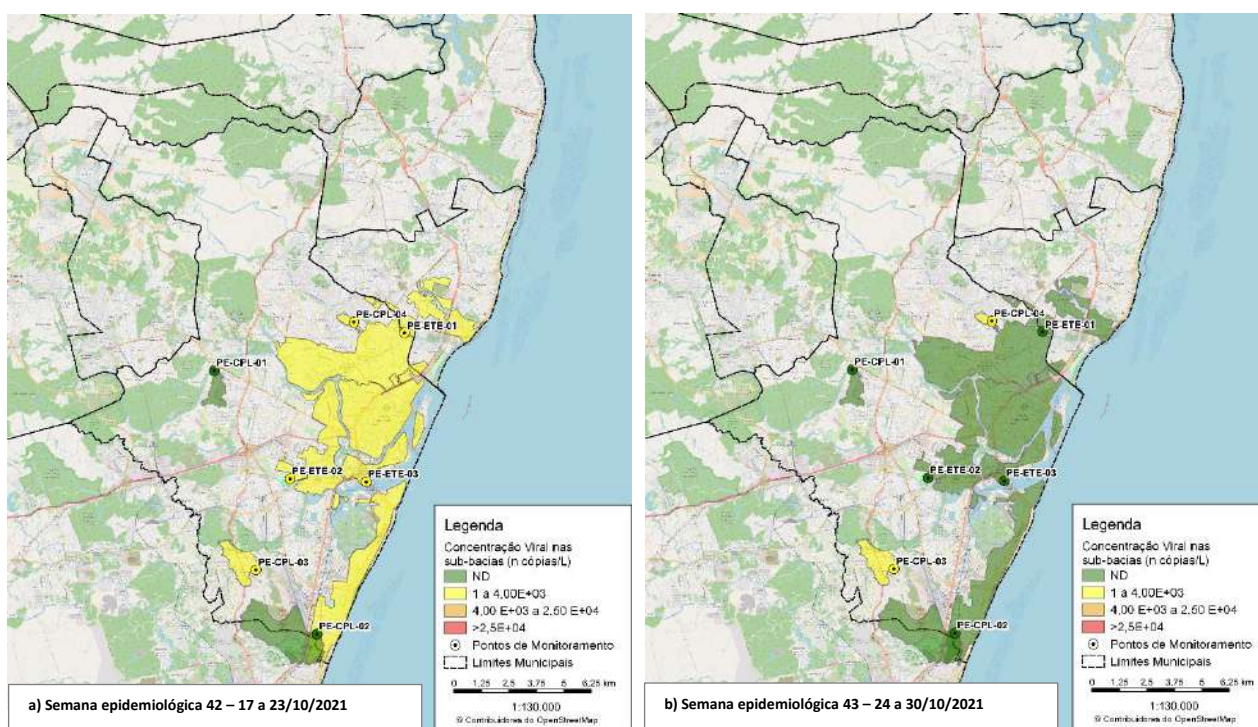 PE-CPL-04
PE-ETE-01
PE-CPL-01
PE-ETE-02
PE-ETE-03
PE-CPL-03
PE-CPL-02
Legenda
Concentração Viral nas
sub-bacias (n cópias/L)
ND
1 a 4,00E+03
4,00 E+03 a 2,50 E+04
>2,5E+04
Pontos de Monitoramento
Limites Municipais
0 1.25 2.5 3.75 5 6.25 km
1:130.000
© Contribuidores do OpenStreetMap
a) Semana epidemiológica 42 – 17 a 23/10/2021
PE-CPL-04
PE-ETE-01
PE-CPL-01
PE-ETE-02
PE-ETE-03
PE-CPL-03
PE-CPL-02
Legenda
Concentração Viral nas
sub-bacias (n cópias/L)
ND
1 a 4,00E+03
4,00 E+03 a 2,50 E+04
>2,5E+04
Pontos de Monitoramento
Limites Municipais
0 1.25 2.5 3.75 5 6.25 km
1:130.000
© Contribuidores do OpenStreetMap
b) Semana epidemiológica 43 – 24 a 30/10/2021